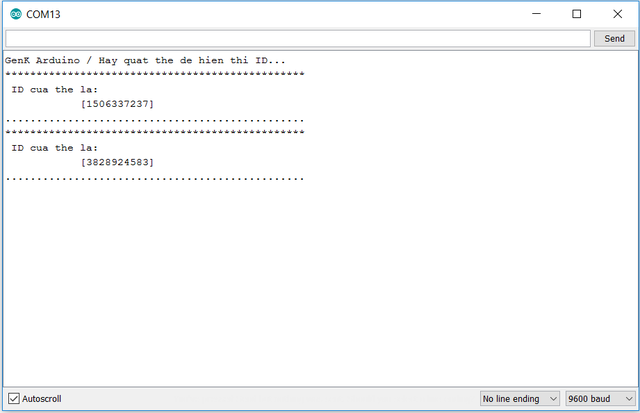 COM13
Send
GenK Arduino / Hay quat the de hien thi ID...
************************************************
ID cua the la:
[1506337237]
................................................
************************************************
ID cua the la:
[3828924583]
................................................
Autoscroll
No line ending
9600 baud